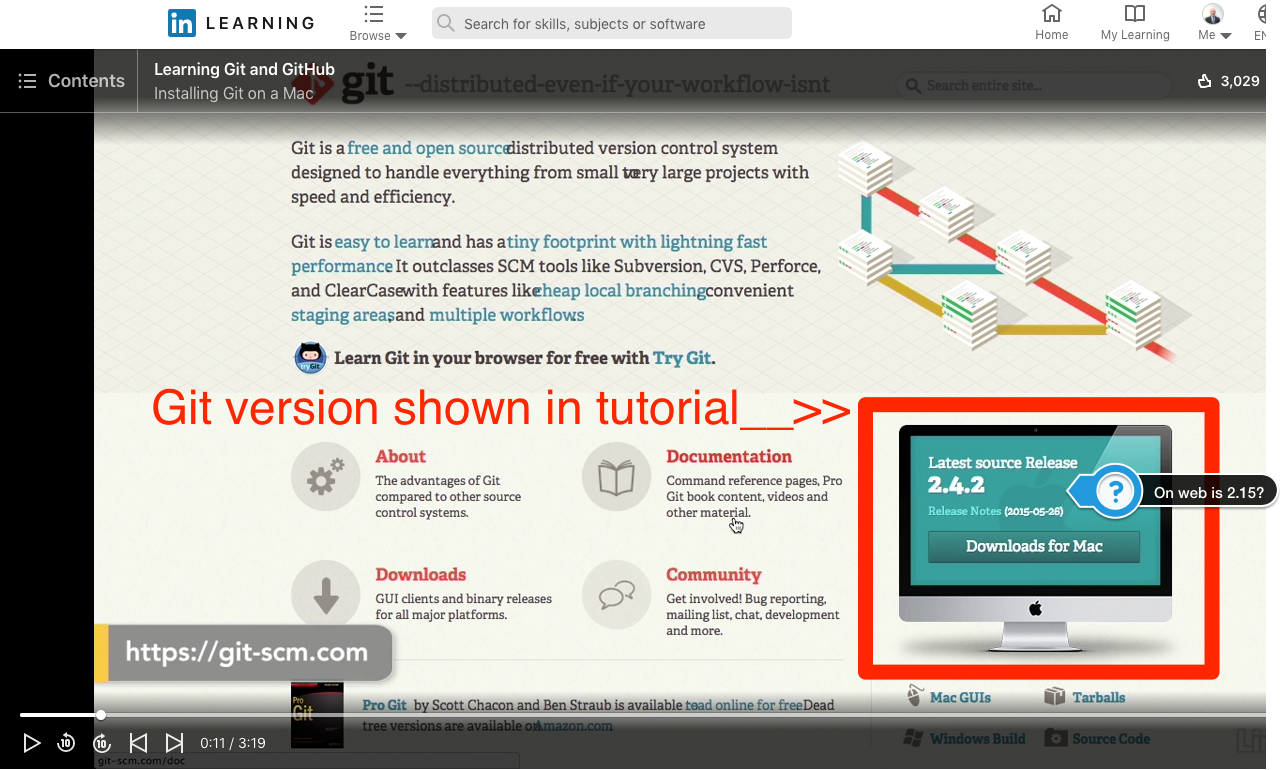 in LEARNING
Browse
Search for skills, subjects or software
Home
My Learning
Me
EN
Contents
Learning Git and GitHub
Installing Git on a Mac
git --distributed-even-if-your-workflow-isnt
Search entire site...
3,029
Git is a free and open source distributed version control system
designed to handle everything from small to very large projects with
speed and efficiency.
Git is easy to learn and has a tiny footprint with lightning fast
performance. It outclasses SCM tools like Subversion, CVS, Perforce,
and ClearCase with features like cheap local branching, convenient
staging areas, and multiple workflows.
tryGit
Learn Git in your browser for free with Try Git.
Git version shown in tutorial__>>
About
The advantages of Git
compared to other source
control systems.
Documentation
Command reference pages, Pro
Git book content, videos and
other material.
Downloads
GUI clients and binary releases
for all major platforms.
Community
Get involved! Bug reporting,
mailing list, chat, development
and more.
Latest source Release
2.4.2
Release Notes (2015-05-26)
Downloads for Mac
?
On web is 2.15?
https://git-scm.com
Pro
Git
Pro Git by Scott Chacon and Ben Straub is available to read online for free. Dead
tree versions are available on Amazon.com.
Mac GUIs
Tarballs
Windows Build
Source Code
10
10
0:11 / 3:19
git-scm.com/doc